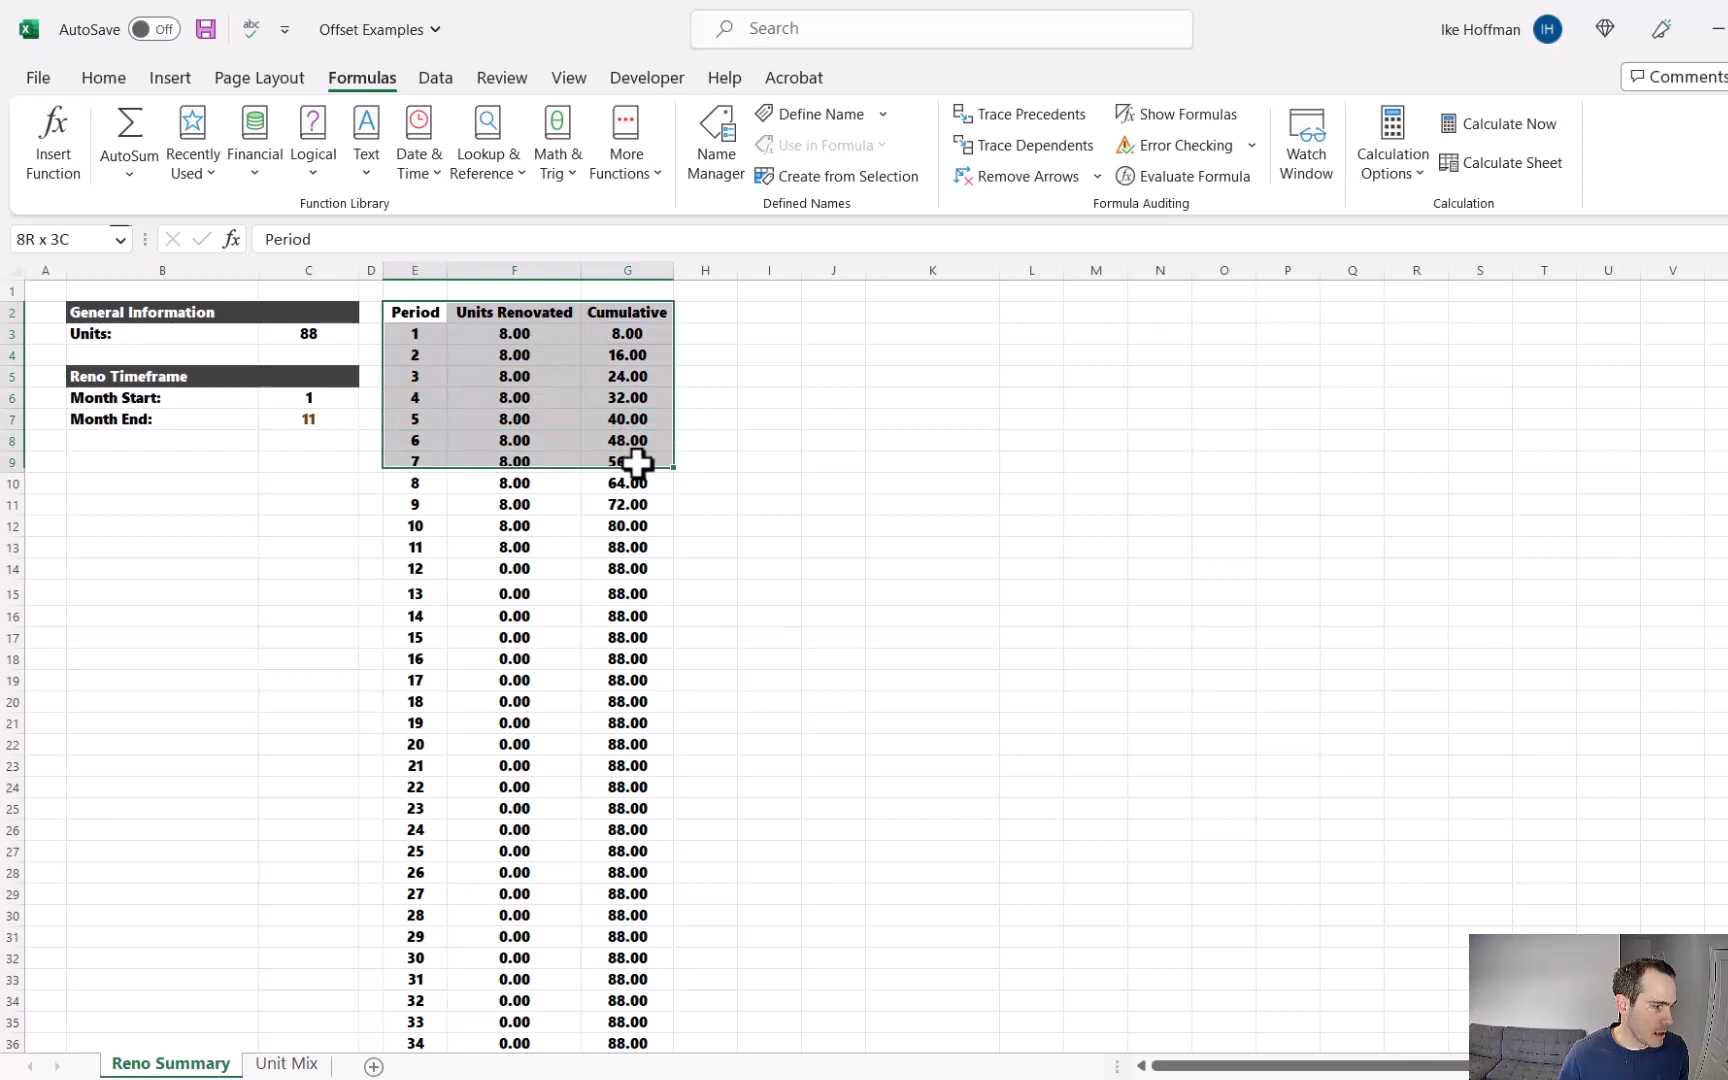 AutoSave Off abc Offset Examples Search Ike Hoffman IH
File Home Insert Page Layout Formulas Data Review View Developer Help Acrobat Comments
fx Insert Function
AutoSum
Recently Used
Financial
Logical
Text
Date & Time
Lookup & Reference
Math & Trig
More Functions
Function Library
Name Manager
Define Name
Use in Formula
Create from Selection
Defined Names
Trace Precedents
Trace Dependents
Remove Arrows
Show Formulas
Error Checking
Evaluate Formula
Formula Auditing
Watch Window
Calculation Options
Calculate Now
Calculate Sheet
Calculation
8R x 3C fx Period
A B C D E F G H I J K L M N O P Q R S T U V
1
2 General Information Period Units Renovated Cumulative
3 Units: 88 1 8.00 8.00
4 2 8.00 16.00
5 Reno Timeframe 3 8.00 24.00
6 Month Start: 1 4 8.00 32.00
7 Month End: 11 5 8.00 40.00
8 6 8.00 48.00
9 7 8.00
10 8 8.00 64.00
11 9 8.00 72.00
12 10 8.00 80.00
13 11 8.00 88.00
14 12 0.00 88.00
15 13 0.00 88.00
16 14 0.00 88.00
17 15 0.00 88.00
18 16 0.00 88.00
19 17 0.00 88.00
20 18 0.00 88.00
21 19 0.00 88.00
22 20 0.00 88.00
23 21 0.00 88.00
24 22 0.00 88.00
25 23 0.00 88.00
26 24 0.00 88.00
27 25 0.00 88.00
28 26 0.00 88.00
29 27 0.00 88.00
30 28 0.00 88.00
31 29 0.00 88.00
32 30 0.00 88.00
33 31 0.00 88.00
34 32 0.00 88.00
35 33 0.00 88.00
36 34 0.00 88.00
Reno Summary Unit Mix